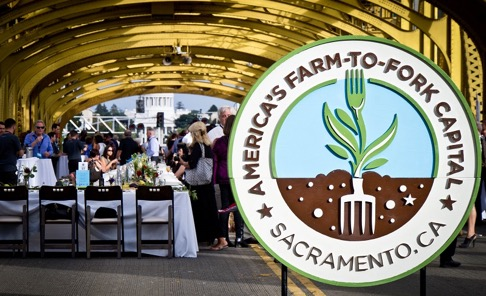 AMERICA'S FARM-TO-FORK CAPITAL
SACRAMENTO, CA